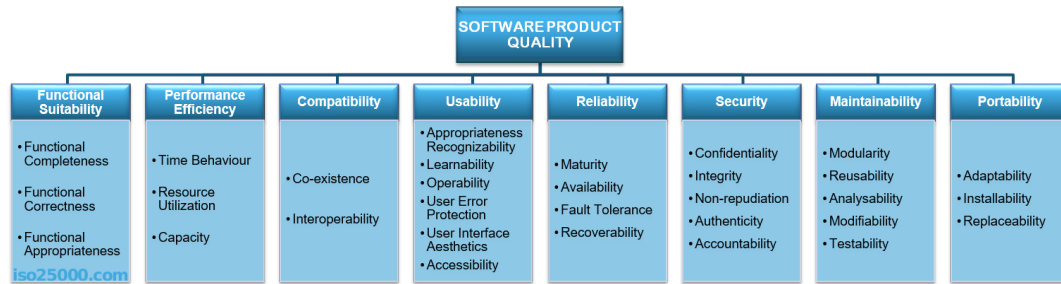 SOFTWARE PRODUCT
QUALITY
Functional
Suitability
• Functional
Completeness
• Functional
Correctness
• Functional
Appropriateness
Performance
Efficiency
• Time Behaviour
• Resource
Utilization
• Capacity
Compatibility
• Co-existence
• Interoperability
Usability
• Appropriateness
Recognizability
• Learnability
• Operability
• User Error
Protection
• User Interface
Aesthetics
• Accessibility
Reliability
• Maturity
• Availability
• Fault Tolerance
• Recoverability
Security
• Confidentiality
• Integrity
• Non-repudiation
• Authenticity
• Accountability
Maintainability
• Modularity
• Reusability
• Analysability
• Modifiability
• Testability
Portability
• Adaptability
• Installability
• Replaceability
iso25000.com